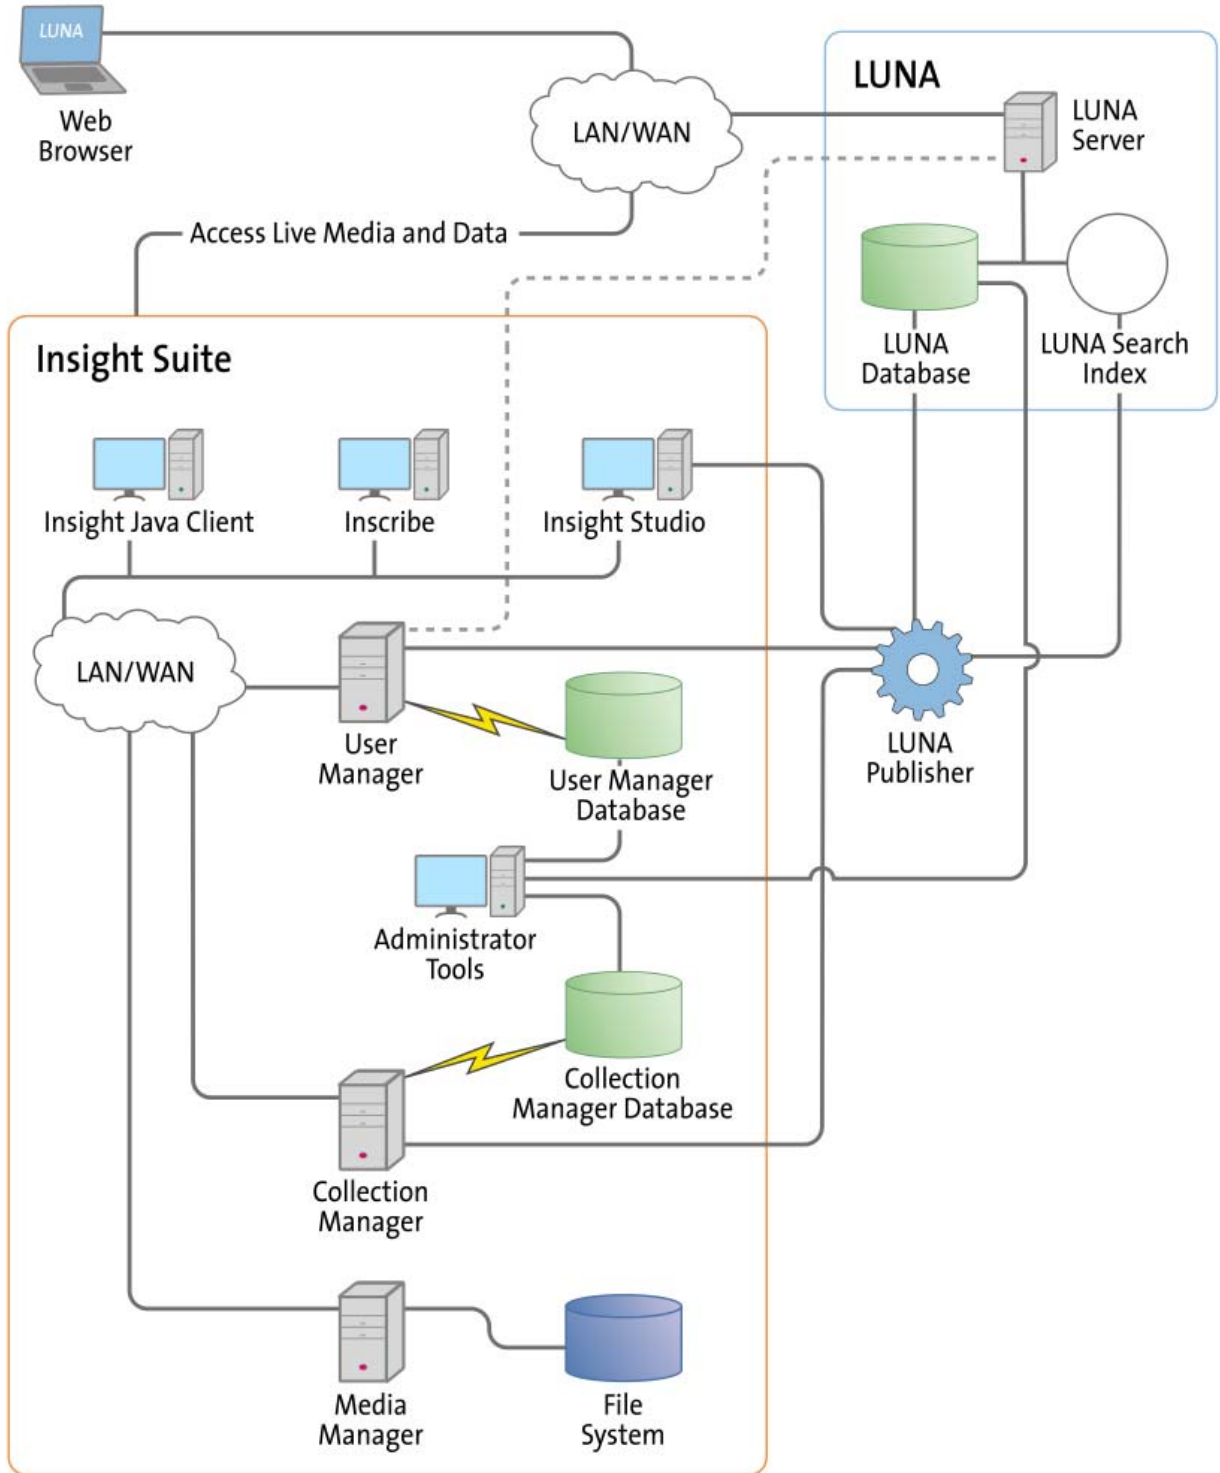 LUNA
Web
Browser
LAN/WAN
LUNA
LUNA
Server
Access Live Media and Data
LUNA
Database
LUNA Search
Index
Insight Suite
Insight Java Client
Inscribe
Insight Studio
LAN/WAN
User
Manager
User Manager
Database
LUNA
Publisher
Administrator
Tools
Collection
Manager Database
Collection
Manager
Media
Manager
File
System